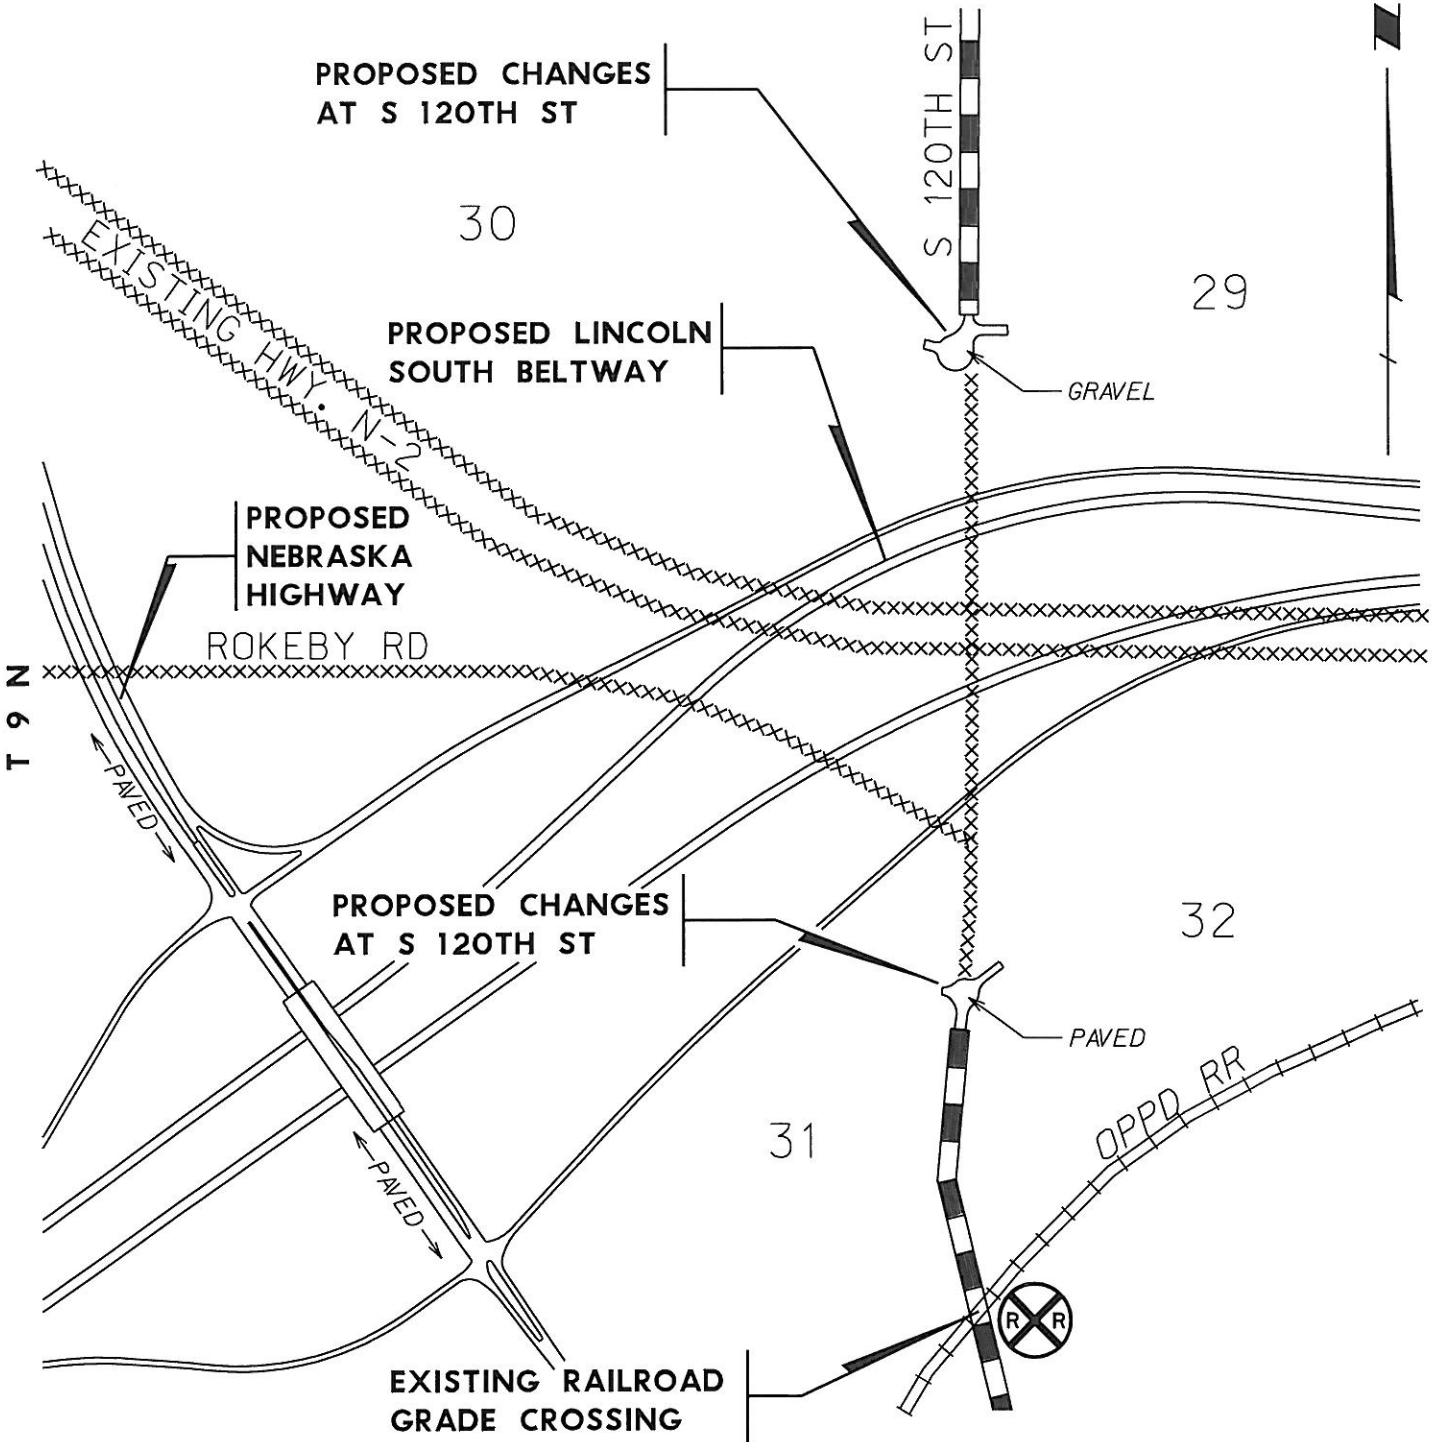 PROPOSED CHANGES
AT S 120TH ST
S 120TH ST
N
30
29
EXISTING HWY. N-2
PROPOSED LINCOLN
SOUTH BELTWAY
GRAVEL
PROPOSED
NEBRASKA
HIGHWAY
ROKEBY RD
T 9 N
PAVED
PROPOSED CHANGES
AT S 120TH ST
32
PAVED
OPPD RR
31
PAVED
R R
EXISTING RAILROAD
GRADE CROSSING